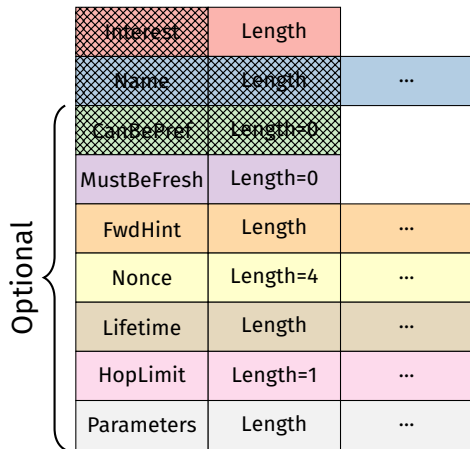 Interest Length
Name Length ...
CanBePref Length=0
MustBeFresh Length=0
FwdHint Length ...
Nonce Length=4 ...
Lifetime Length ...
HopLimit Length=1 ...
Parameters Length ...
Optional